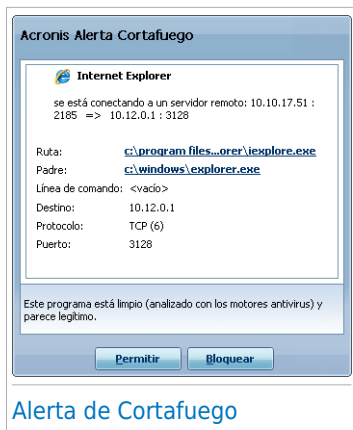 Acronis Alerta Cortafuego
Internet Explorer
se está conectando a un servidor remoto: 10.10.17.51 :
2185 => 10.12.0.1 : 3128
Ruta: c:\program files...orer\iexplore.exe
Padre: c:\windows\explorer.exe
Línea de comando: <vacío>
Destino: 10.12.0.1
Protocolo: TCP (6)
Puerto: 3128
Este programa está limpio (analizado con los motores antivirus) y
parece legítimo.
Permitir Bloquear
Alerta de Cortafuego